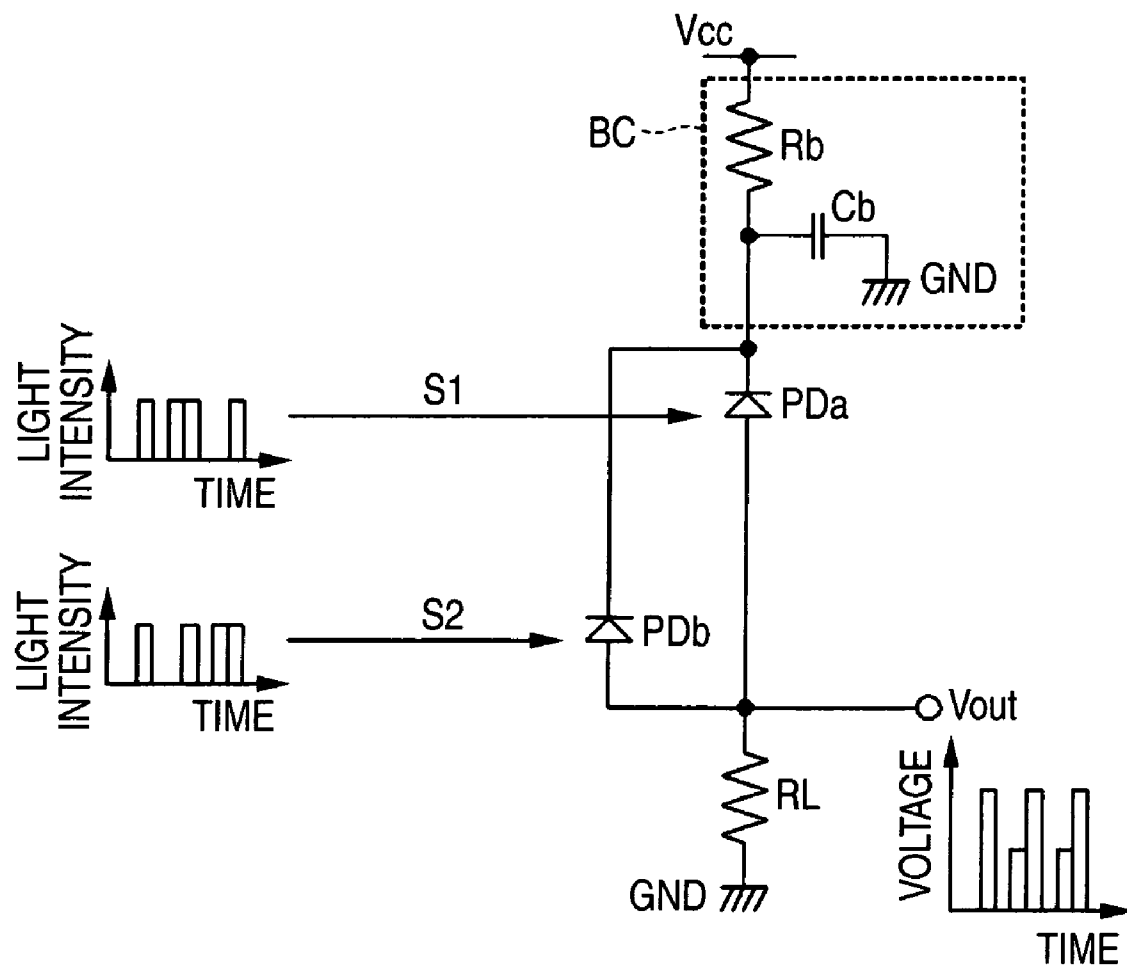 Vcc
BC
Rb
Cb
GND
LIGHT
INTENSITY
TIME
S1
PDa
LIGHT
INTENSITY
TIME
S2
PDb
Vout
RL
GND
VOLTAGE
TIME